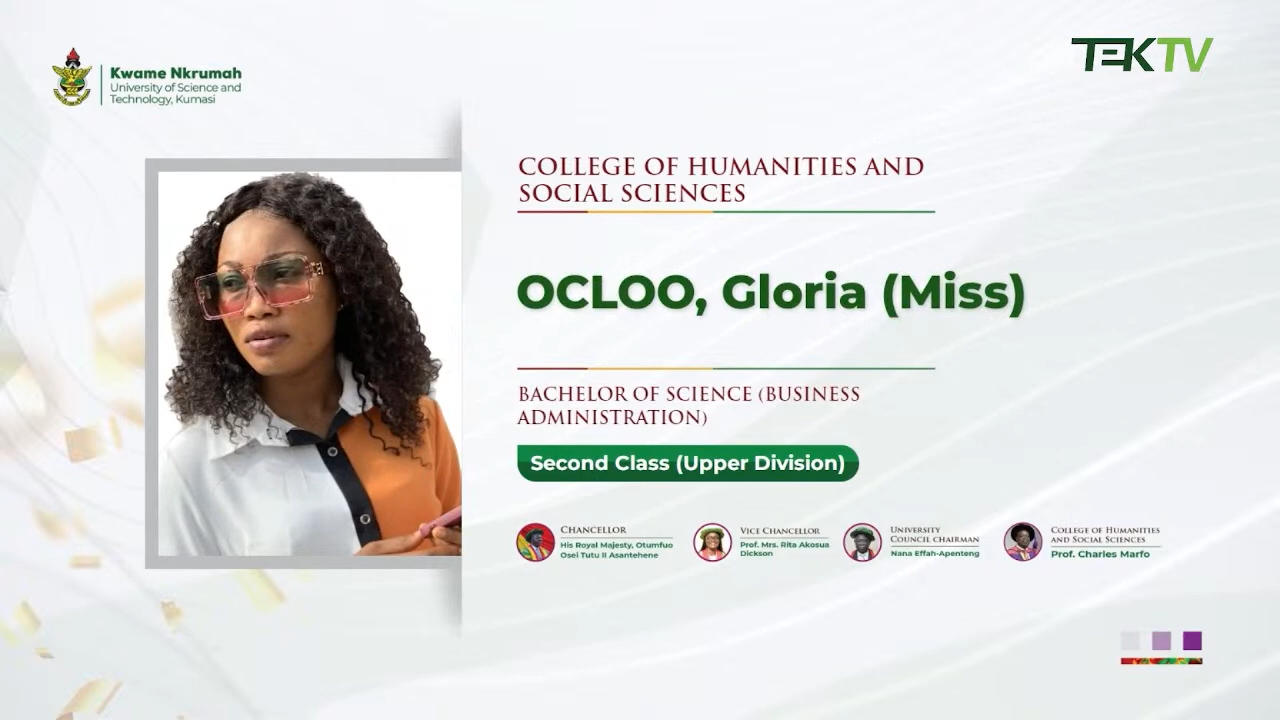 TEKTV
Kwame Nkrumah
University of Science and
Technology, Kumasi
COLLEGE OF HUMANITIES AND
SOCIAL SCIENCES
OCLOO, Gloria (Miss)
BACHELOR OF SCIENCE (BUSINESS
ADMINISTRATION)
Second Class (Upper Division)
CHANCELLOR
His Royal Majesty, Otumfuo
Osei Tutu II Asantehene
VICE CHANCELLOR
Prof. Mrs. Rita Akosua
Dickson
UNIVERSITY
COUNCIL CHAIRMAN
Nana Effah-Apenteng
COLLEGE OF HUMANITIES
AND SOCIAL SCIENCES
Prof. Charles Marfo